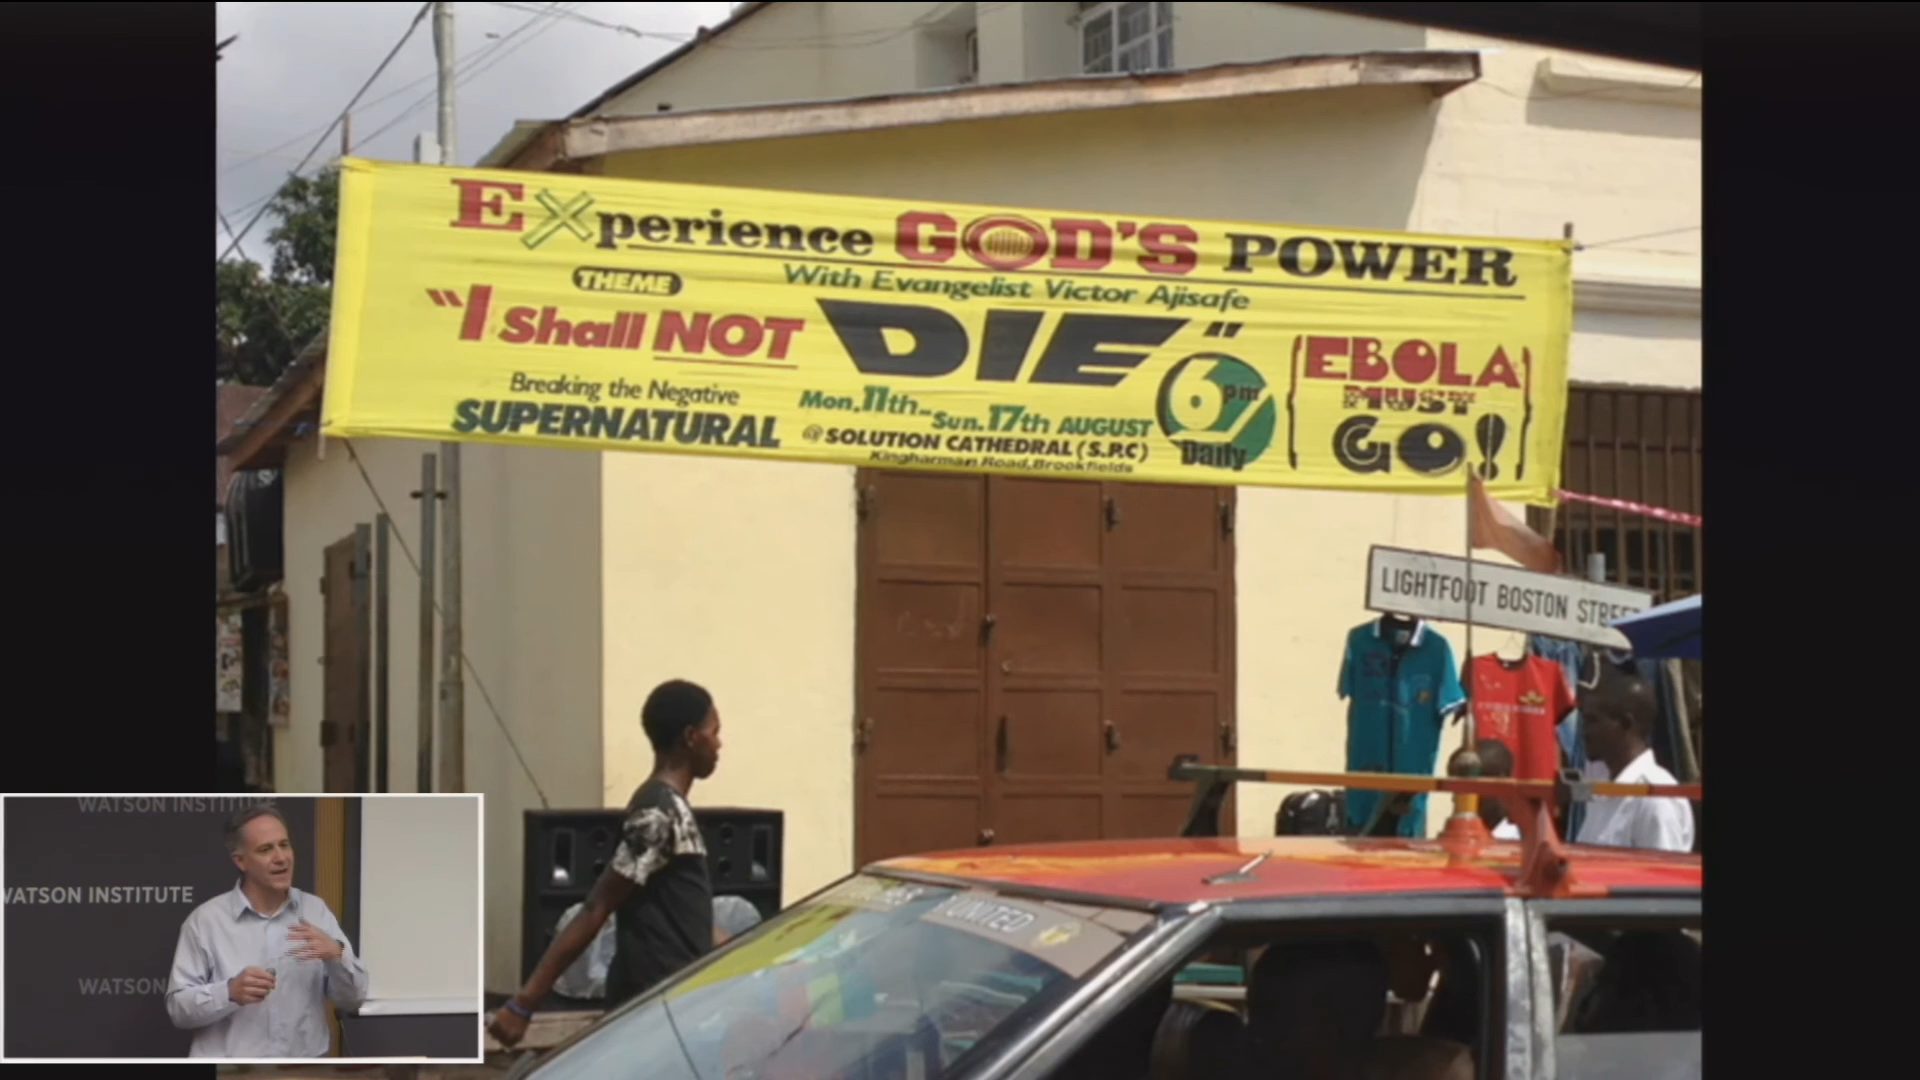 Experience GOD'S POWER
With Evangelist Victor Ajisafe
THEME
"I Shall NOT DIE"
Breaking the Negative
SUPERNATURAL
Mon. 11th - Sun. 17th AUGUST
@ SOLUTION CATHEDRAL (S.P.C)
Kingharman Road, Brookfields
6pm
Daily
EBOLA
MUST
GO!
LIGHTFOOT BOSTON STREET
UNITED
WATSON INSTITUTE
WATSON INSTITUTE
WATSON